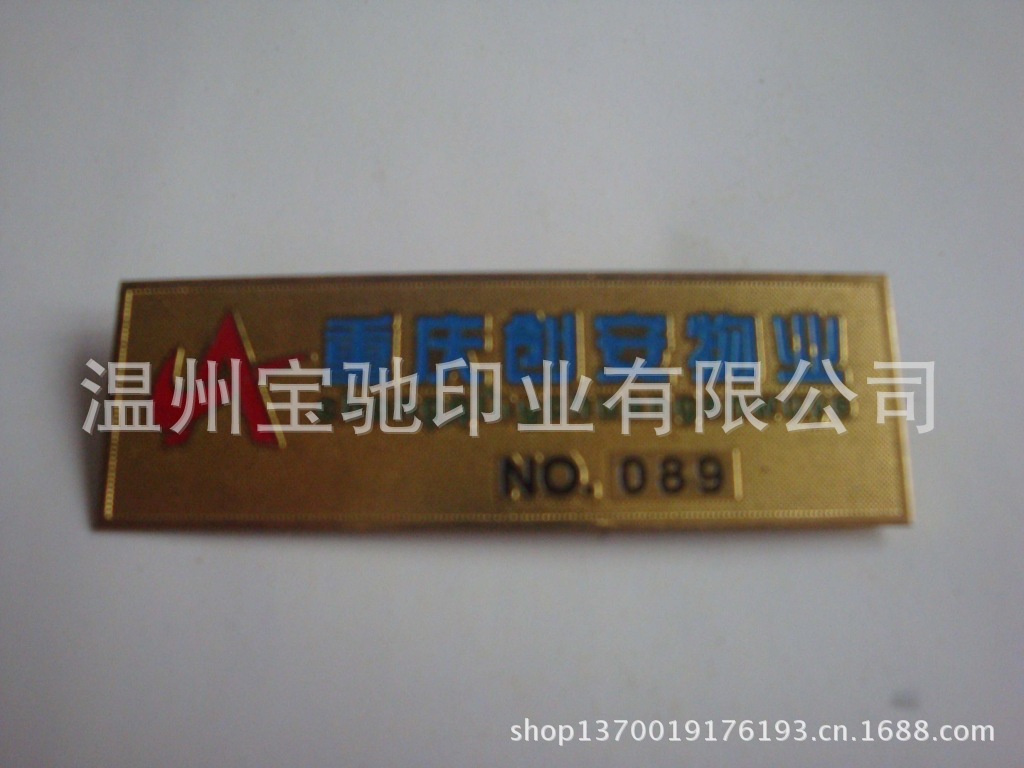 重庆创安物业
温州宝驰印业有限公司
NO. 089
shop1370019176193.cn.1688.com